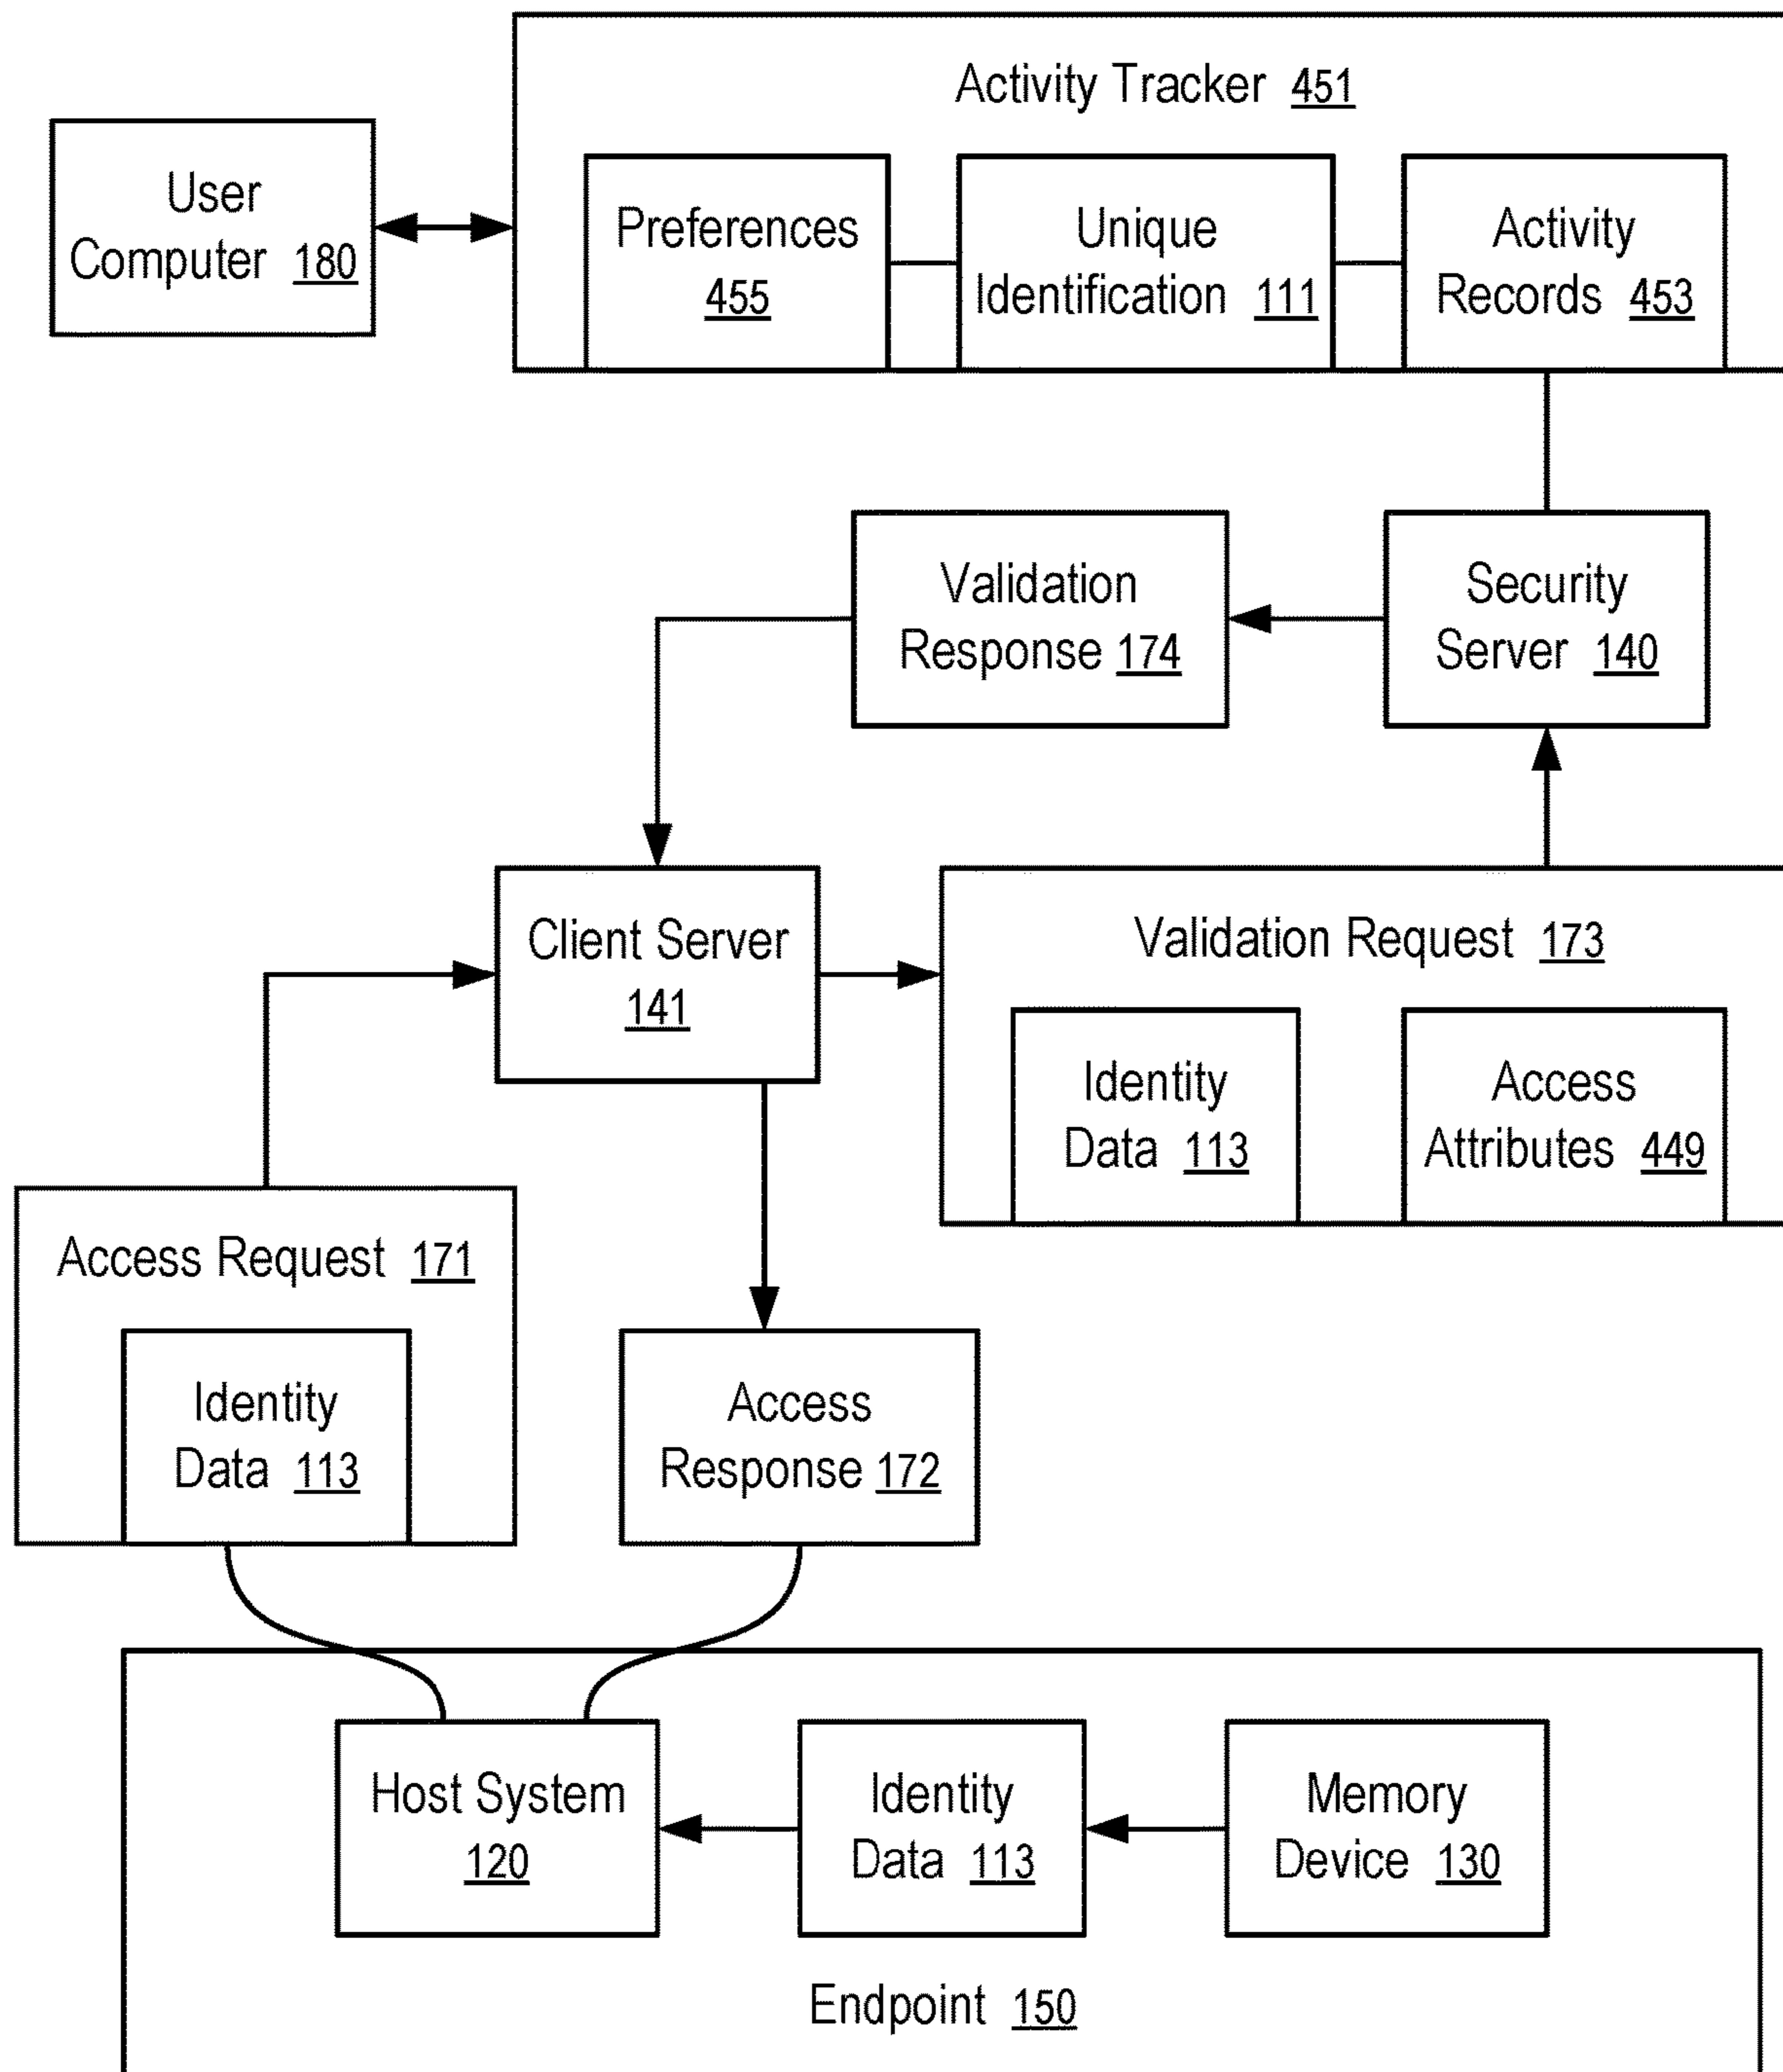 Activity Tracker 451
User
Computer 180
Preferences
455
Unique
Identification 111
Activity
Records 453
Validation
Response 174
Security
Server 140
Client Server
141
Validation Request 173
Identity
Data 113
Access
Attributes 449
Access Request 171
Identity
Data 113
Access
Response 172
Host System
120
Identity
Data 113
Memory
Device 130
Endpoint 150